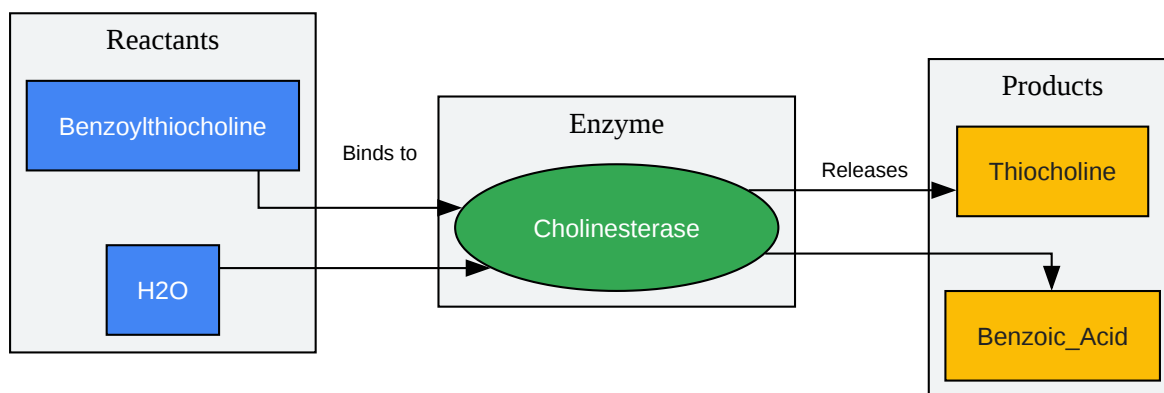 Reactants
Benzoylthiocholine
H2O
Binds to
Enzyme
Cholinesterase
Releases
Products
Thiocholine
Benzoic_Acid